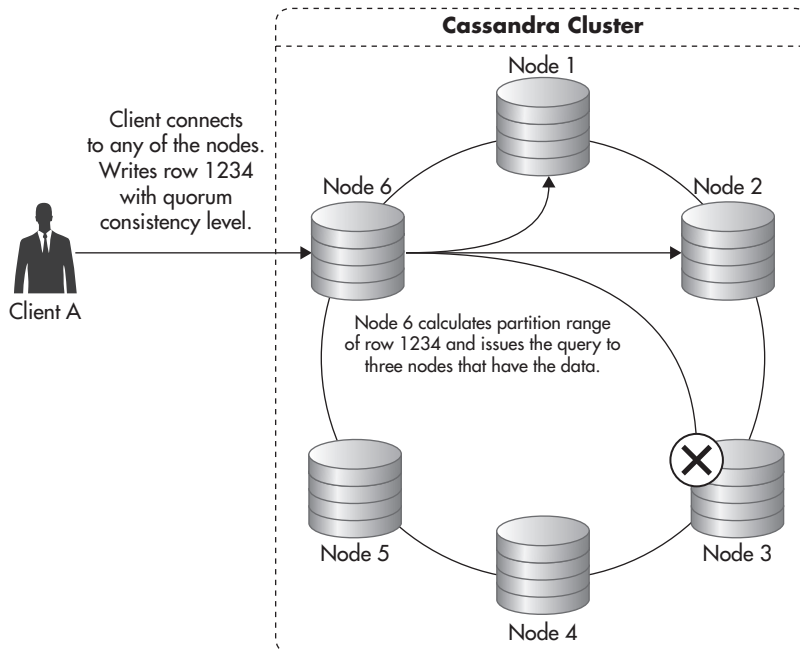 Cassandra Cluster
Node 1
Client connects
to any of the nodes.
Writes row 1234
with quorum
consistency level.
Node 6
Node 2
Client A
Node 6 calculates partition range
of row 1234 and issues the query to
three nodes that have the data.
Node 5
Node 3
Node 4